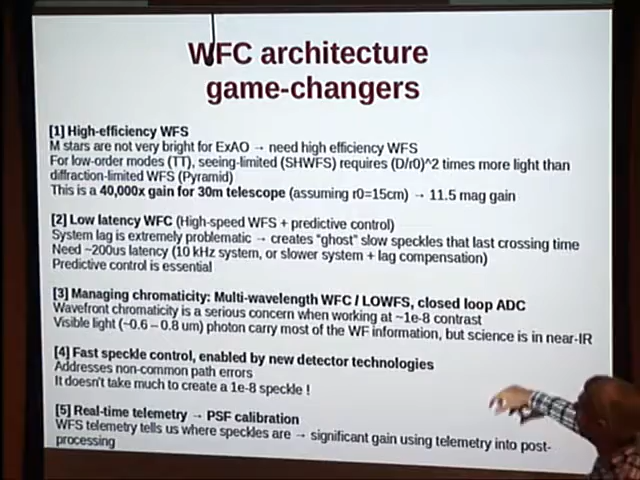 WFC architecture
game-changers
[1] High-efficiency WFS
M stars are not very bright for ExAO → need high efficiency WFS
For low-order modes (TT), seeing-limited (SHWFS) requires (D/r0)^2 times more light than
diffraction-limited WFS (Pyramid)
This is a 40,000x gain for 30m telescope (assuming r0=15cm) → 11.5 mag gain
[2] Low latency WFC (High-speed WFS + predictive control)
System lag is extremely problematic → creates "ghost" slow speckles that last crossing time
Need ~200us latency (10 kHz system, or slower system + lag compensation)
Predictive control is essential
[3] Managing chromaticity: Multi-wavelength WFC / LOWFS, closed loop ADC
Wavefront chromaticity is a serious concern when working at ~1e-8 contrast
Visible light (~0.6 – 0.8 um) photon carry most of the WF information, but science is in near-IR
[4] Fast speckle control, enabled by new detector technologies
Addresses non-common path errors
It doesn't take much to create a 1e-8 speckle !
[5] Real-time telemetry → PSF calibration
WFS telemetry tells us where speckles are → significant gain using telemetry into post-
processing